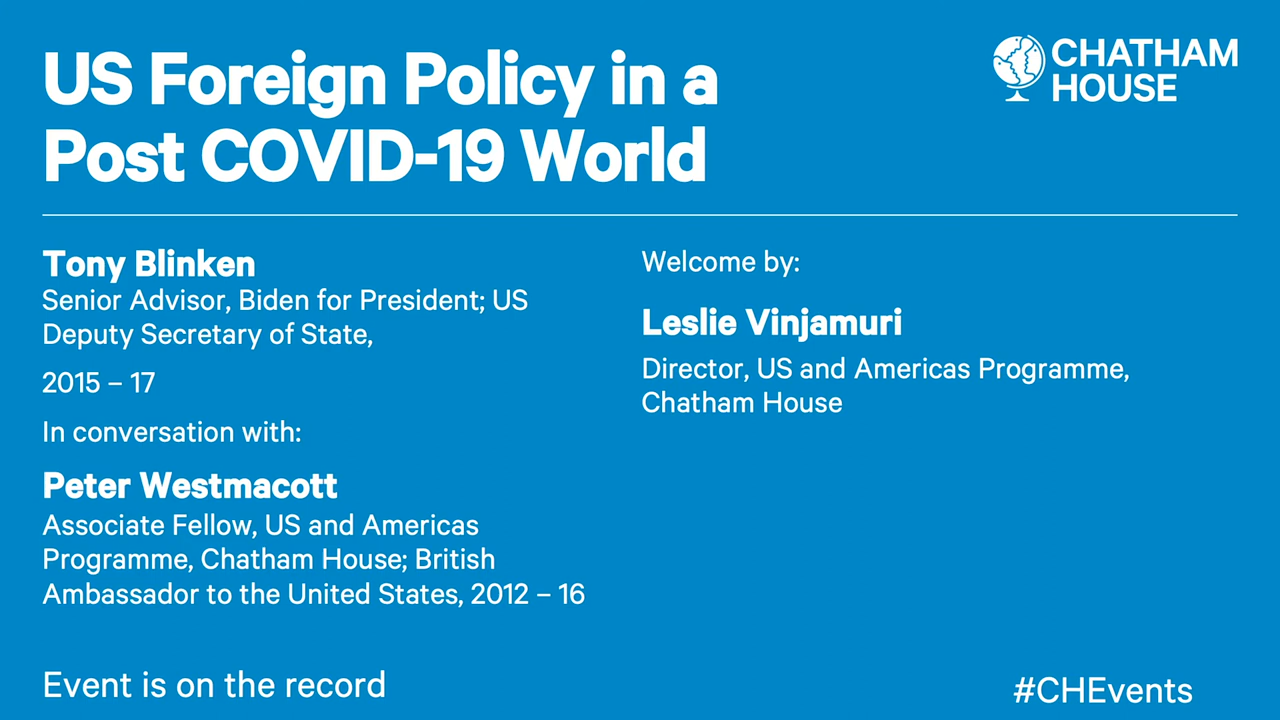 US Foreign Policy in a
Post COVID-19 World
CHATHAM
HOUSE
Tony Blinken
Senior Advisor, Biden for President; US
Deputy Secretary of State,
2015 – 17
In conversation with:
Peter Westmacott
Associate Fellow, US and Americas
Programme, Chatham House; British
Ambassador to the United States, 2012 – 16
Welcome by:
Leslie Vinjamuri
Director, US and Americas Programme,
Chatham House
Event is on the record
#CHEvents